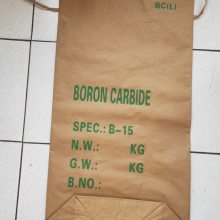 BC(L)
BORON CARBIDE
SPEC.: B-15
N.W.: KG
G.W.: KG
B.NO.: